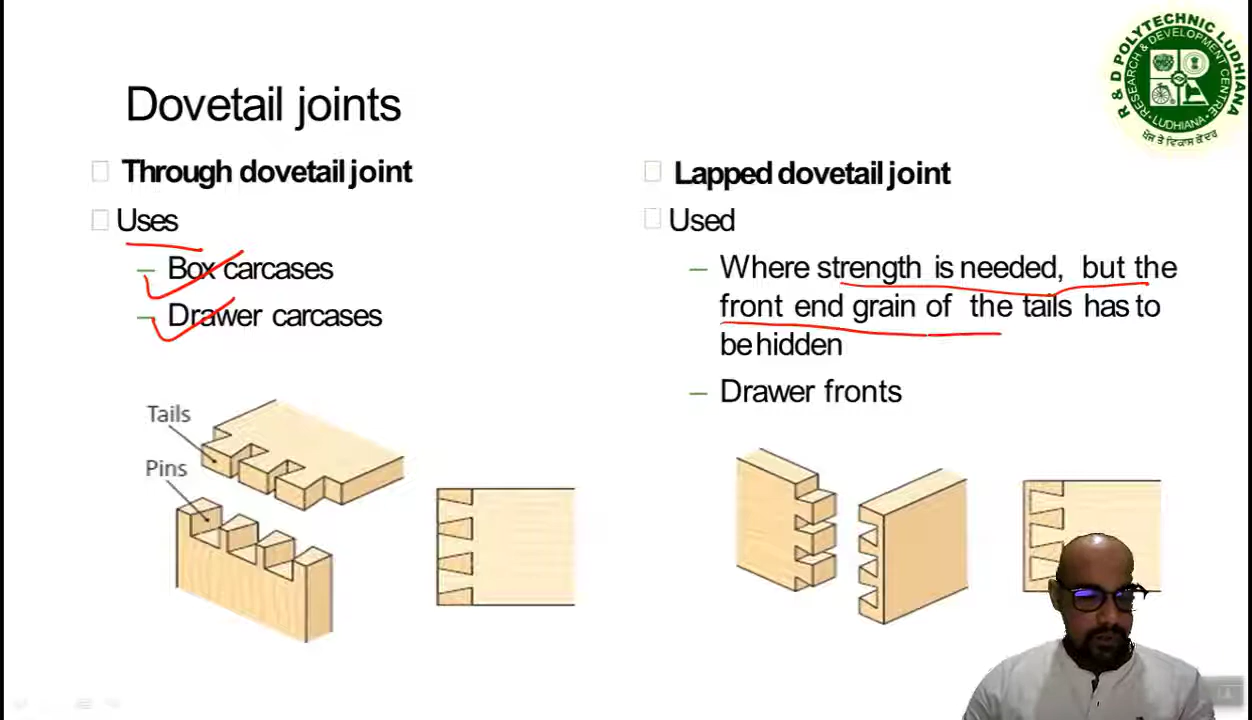 R & D POLYTECHNIC LUDHIANA
RESEARCH & DEVELOPMENT CENTRE
R D
P
LUDHIANA
ਖੋਜ ਤੇ ਵਿਕਾਸ ਕੇਂਦਰ
Dovetail joints
Through dovetail joint
Uses
– Box carcases
– Drawer carcases
Tails
Pins
Lapped dovetail joint
Used
– Where strength is needed, but the
front end grain of the tails has to
be hidden
– Drawer fronts